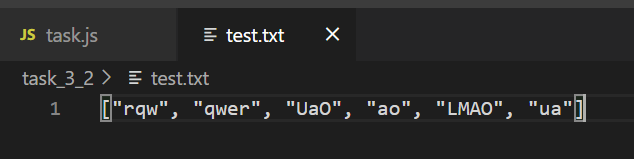 JS task.js test.txt ×
task_3_2 > test.txt
1 ["rqw", "qwer", "UaO", "ao", "LMAO", "ua"]